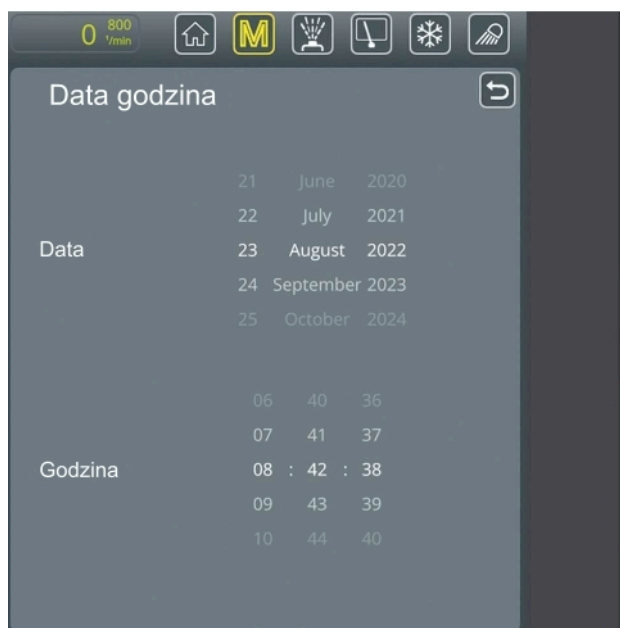 0 800
1/min
M
Data godzina
21 June 2020
22 July 2021
Data 23 August 2022
24 September 2023
25 October 2024
06 40 36
07 41 37
Godzina 08 : 42 : 38
09 43 39
10 44 40